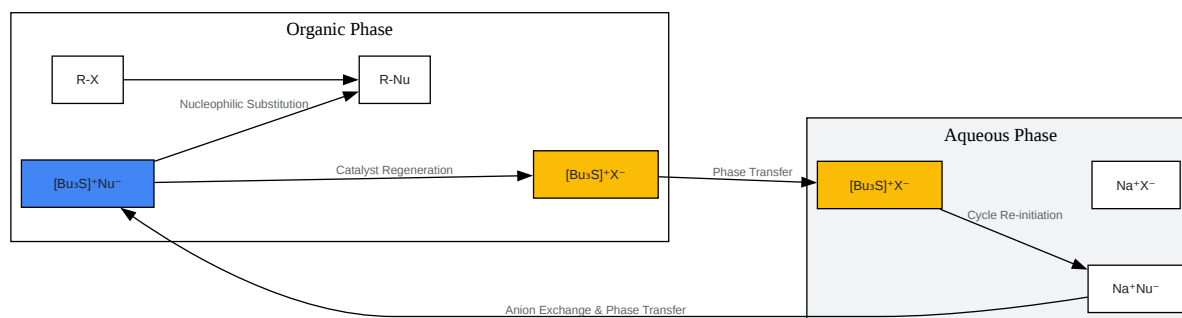 Organic Phase
R-X
R-Nu
Nucleophilic Substitution
[Bu₃S]⁺Nu⁻
Catalyst Regeneration
[Bu₃S]⁺X⁻
Phase Transfer
Aqueous Phase
[Bu₃S]⁺X⁻
Na⁺X⁻
Cycle Re-initiation
Na⁺Nu⁻
Anion Exchange & Phase Transfer